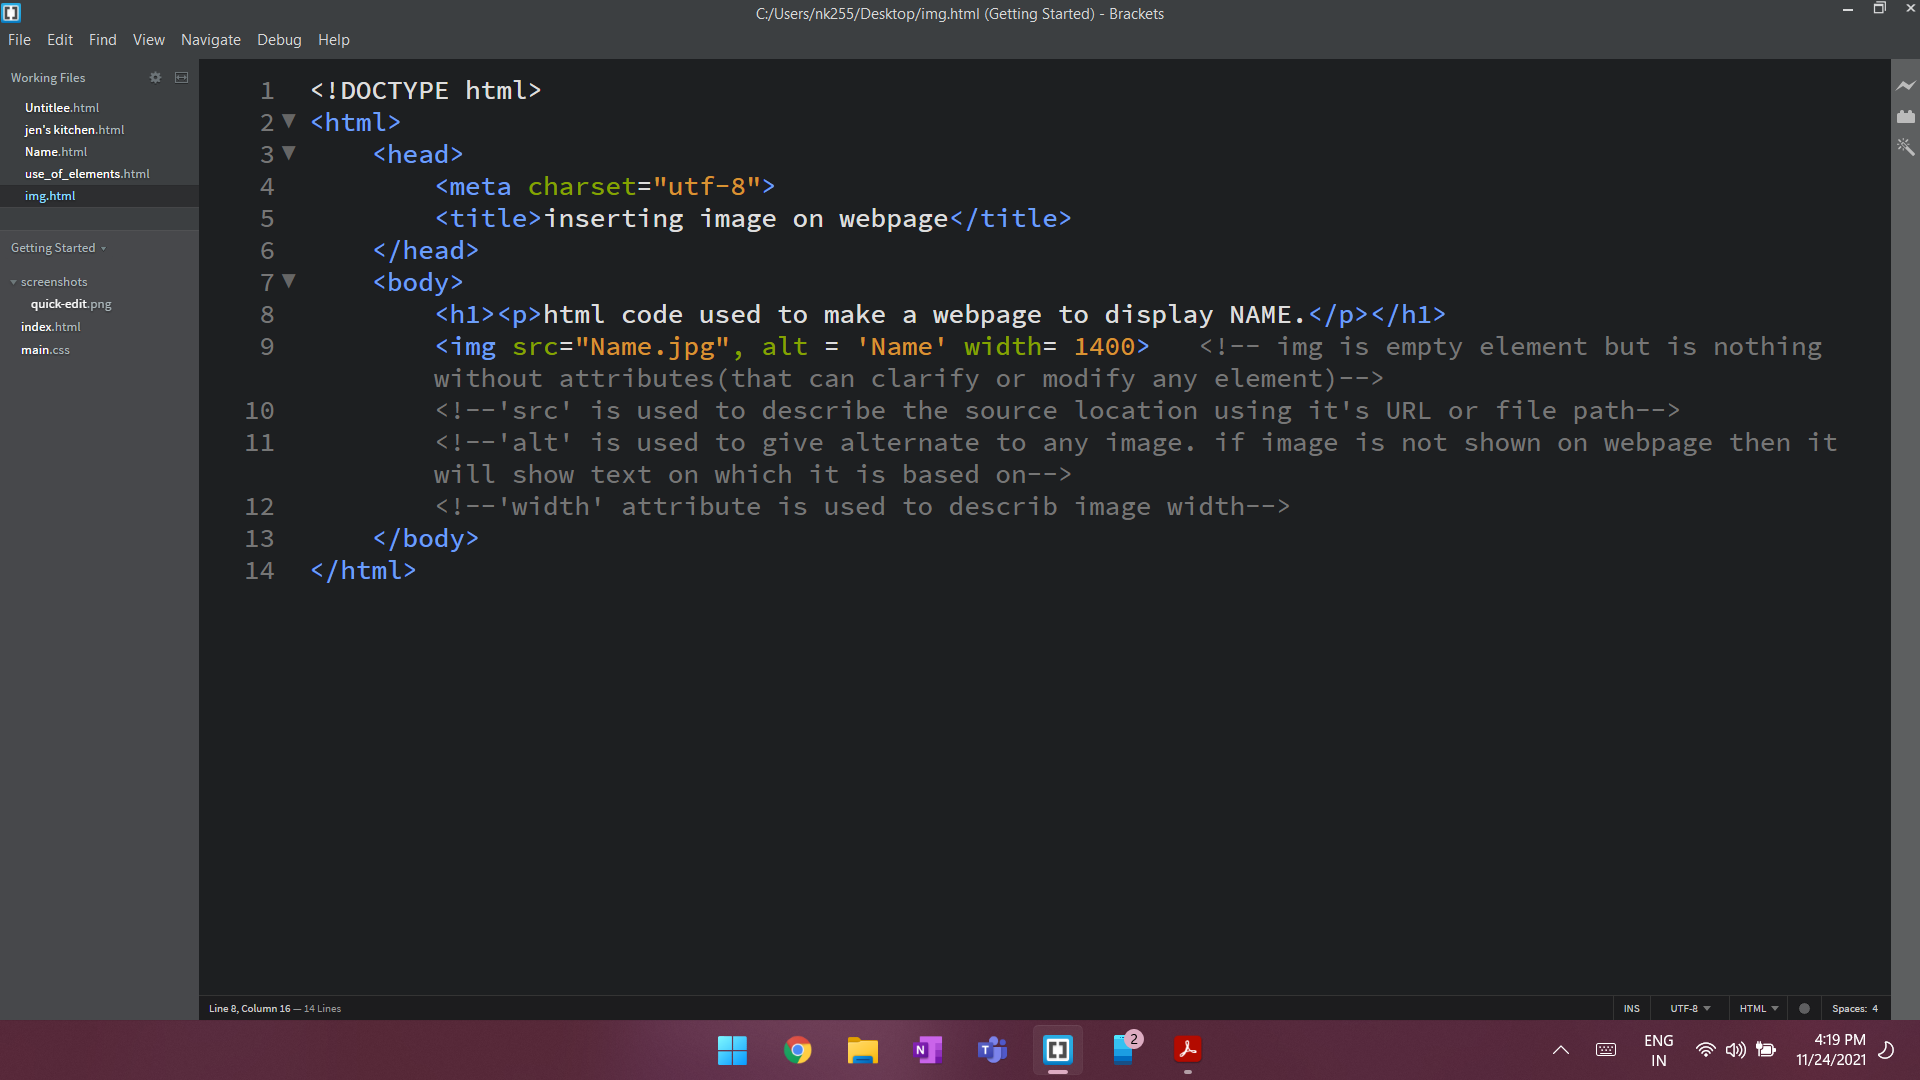 C:/Users/nk255/Desktop/img.html (Getting Started) - Brackets
File Edit Find View Navigate Debug Help
Working Files
Untitlee.html
jen's kitchen.html
Name.html
use_of_elements.html
img.html
Getting Started
screenshots
quick-edit.png
index.html
main.css
1 <!DOCTYPE html>
2 <html>
3 <head>
4 <meta charset="utf-8">
5 <title>inserting image on webpage</title>
6 </head>
7 <body>
8 <h1><p>html code used to make a webpage to display NAME.</p></h1>
9 <img src="Name.jpg", alt = 'Name' width= 1400> <!-- img is empty element but is nothing
without attributes(that can clarify or modify any element)-->
10 <!--'src' is used to describe the source location using it's URL or file path-->
11 <!--'alt' is used to give alternate to any image. if image is not shown on webpage then it
will show text on which it is based on-->
12 <!--'width' attribute is used to describ image width-->
13 </body>
14 </html>
Line 8, Column 16 — 14 Lines
INS UTF-8 HTML Spaces: 4
N
T
2
ENG
IN
4:19 PM
11/24/2021